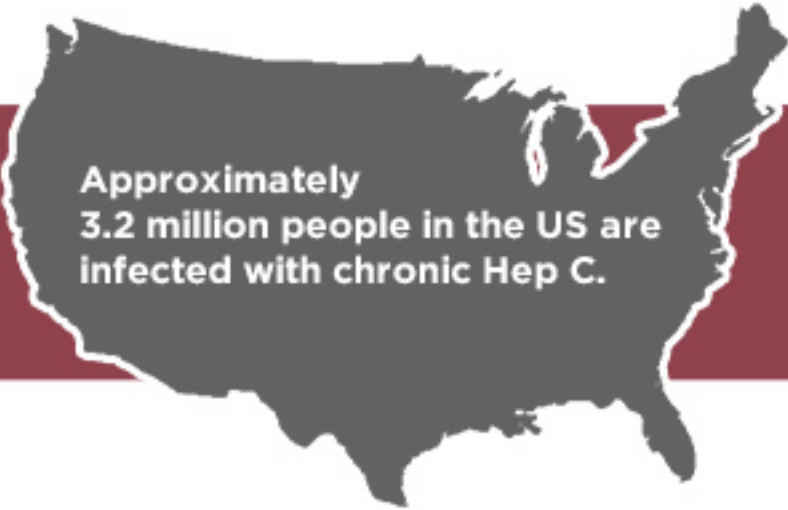 Approximately
3.2 million people in the US are
infected with chronic Hep C.